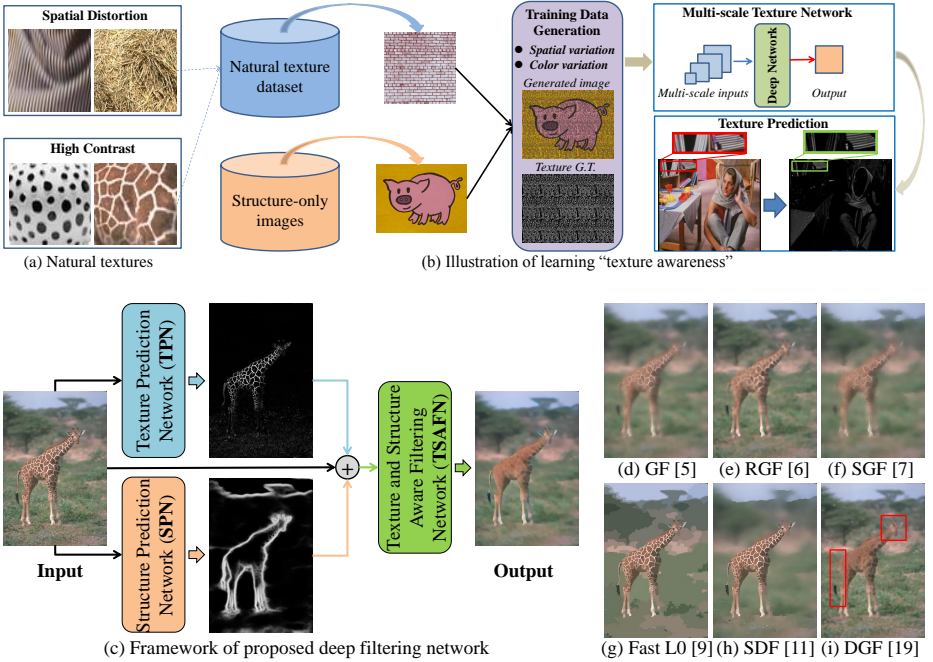 Spatial Distortion
High Contrast
(a) Natural textures
Natural texture
dataset
Structure-only
images
Training Data
Generation
● Spatial variation
● Color variation
Generated image
Texture G.T.
Multi-scale Texture Network
Multi-scale inputs
Deep Network
Output
Texture Prediction
(b) Illustration of learning “texture awareness”
Input
Texture Prediction
Network (TPN)
Structure Prediction
Network (SPN)
+
Texture and Structure
Aware Filtering
Network (TSAFN)
Output
(c) Framework of proposed deep filtering network
(d) GF [5]
(e) RGF [6]
(f) SGF [7]
(g) Fast L0 [9]
(h) SDF [11]
(i) DGF [19]